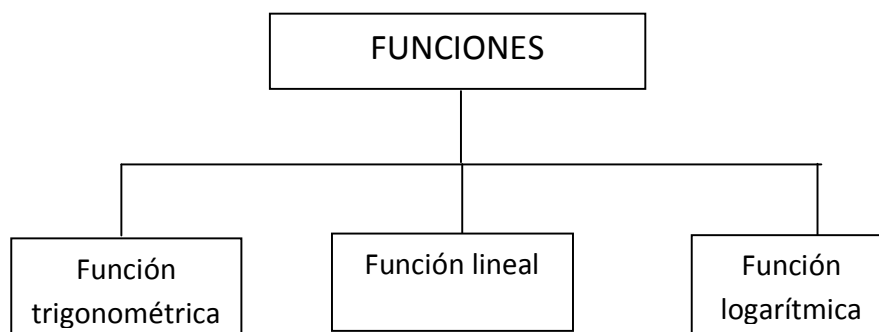 FUNCIONES
Función
trigonométrica
Función lineal
Función
logarítmica